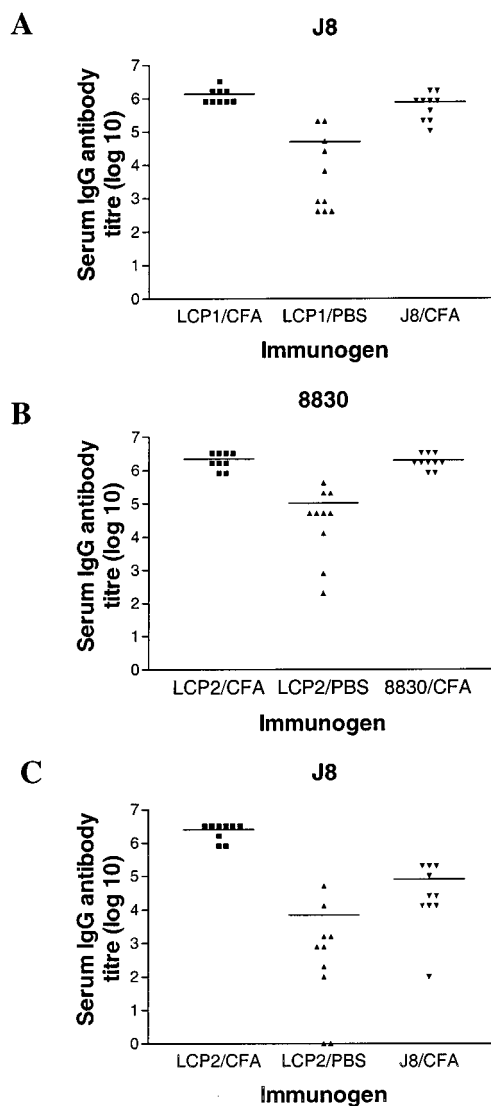 A
J8
Serum IgG antibody
titre (log 10)
7
6
5
4
3
2
1
0
LCP1/CFA LCP1/PBS J8/CFA
Immunogen
B
8830
Serum IgG antibody
titre (log 10)
7
6
5
4
3
2
1
0
LCP2/CFA LCP2/PBS 8830/CFA
Immunogen
C
J8
Serum IgG antibody
titre (log 10)
7
6
5
4
3
2
1
0
LCP2/CFA LCP2/PBS J8/CFA
Immunogen